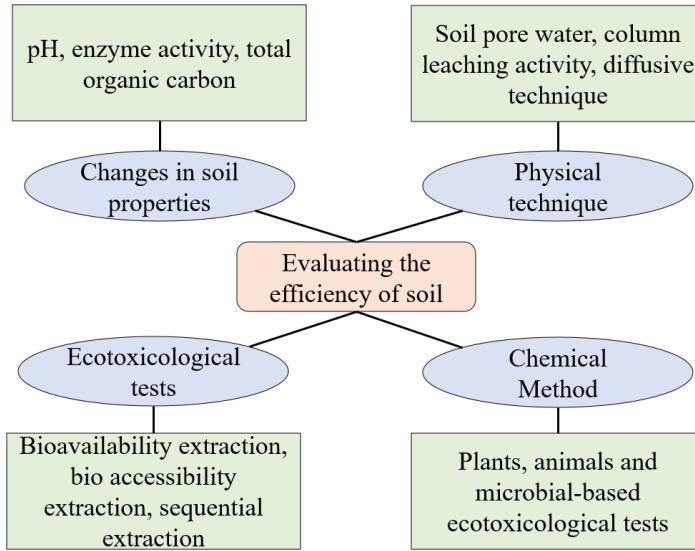 pH, enzyme activity, total
organic carbon
Soil pore water, column
leaching activity, diffusive
technique
Changes in soil
properties
Physical
technique
Evaluating the
efficiency of soil
Ecotoxicological
tests
Chemical
Method
Bioavailability extraction,
bio accessibility
extraction, sequential
extraction
Plants, animals and
microbial-based
ecotoxicological tests